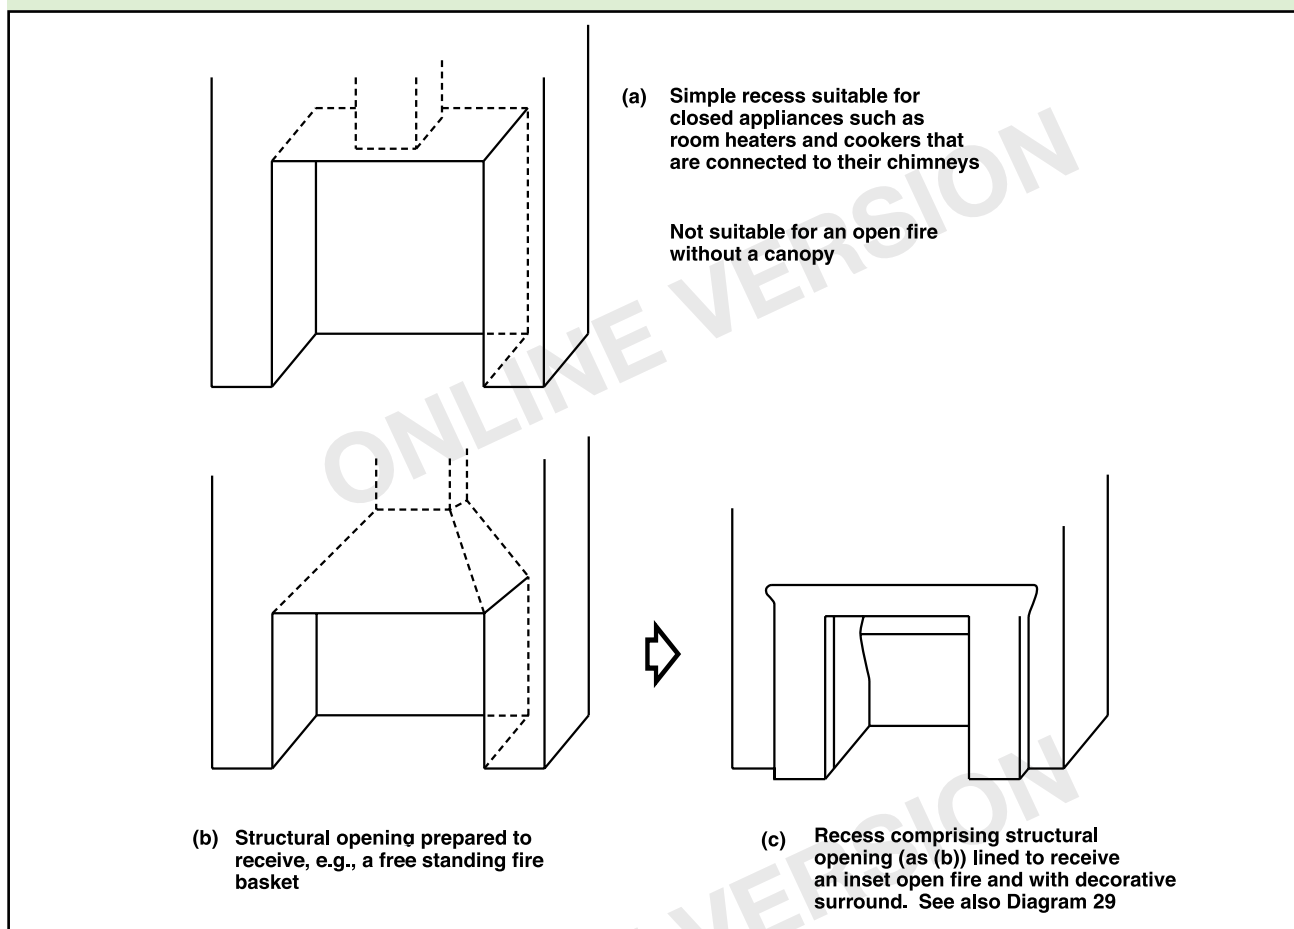 (a) Simple recess suitable for
closed appliances such as
room heaters and cookers that
are connected to their chimneys
Not suitable for an open fire
without a canopy
ONLINE VERSION
(b) Structural opening prepared to
receive, e.g., a free standing fire
basket
(c) Recess comprising structural
opening (as (b)) lined to receive
an inset open fire and with decorative
surround. See also Diagram 29
VERSION